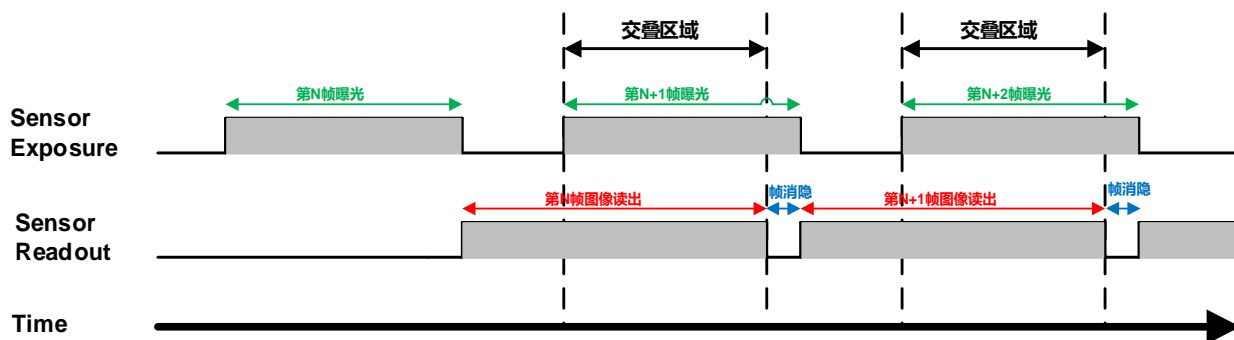 交叠区域
交叠区域
第N帧曝光
第N+1帧曝光
第N+2帧曝光
Sensor
Exposure
第N帧图像读出
帧消隐
第N+1帧图像读出
帧消隐
Sensor
Readout
Time